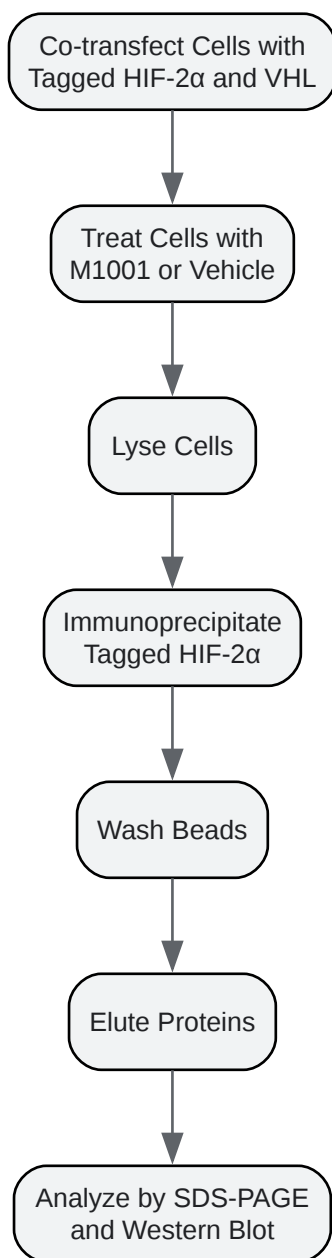 Co-transfect Cells with
Tagged HIF-2α and VHL
Treat Cells with
M1001 or Vehicle
Lyse Cells
Immunoprecipitate
Tagged HIF-2α
Wash Beads
Elute Proteins
Analyze by SDS-PAGE
and Western Blot